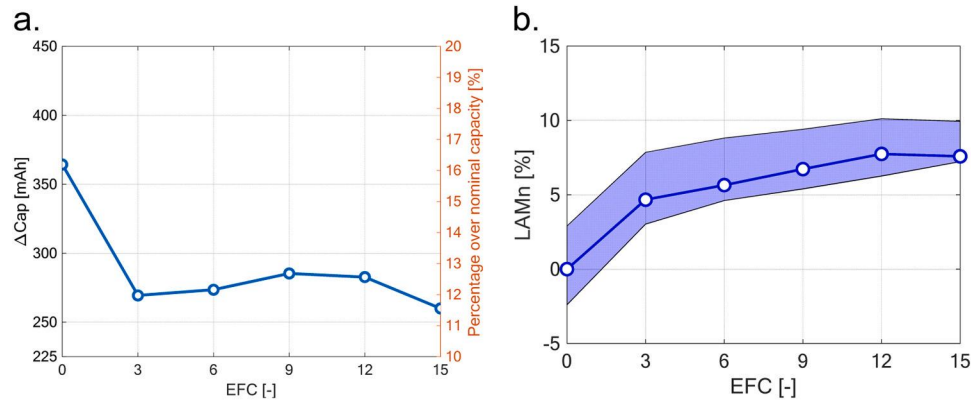 a.
450
400
350
300
250
225
ΔCap [mAh]
0 3 6 9 12 15
EFC [-]
20
19
18
17
16
15
14
13
12
11
10
Percentage over nominal capacity [%]
b.
15
10
5
0
-5
LAMn [%]
0 3 6 9 12 15
EFC [-]